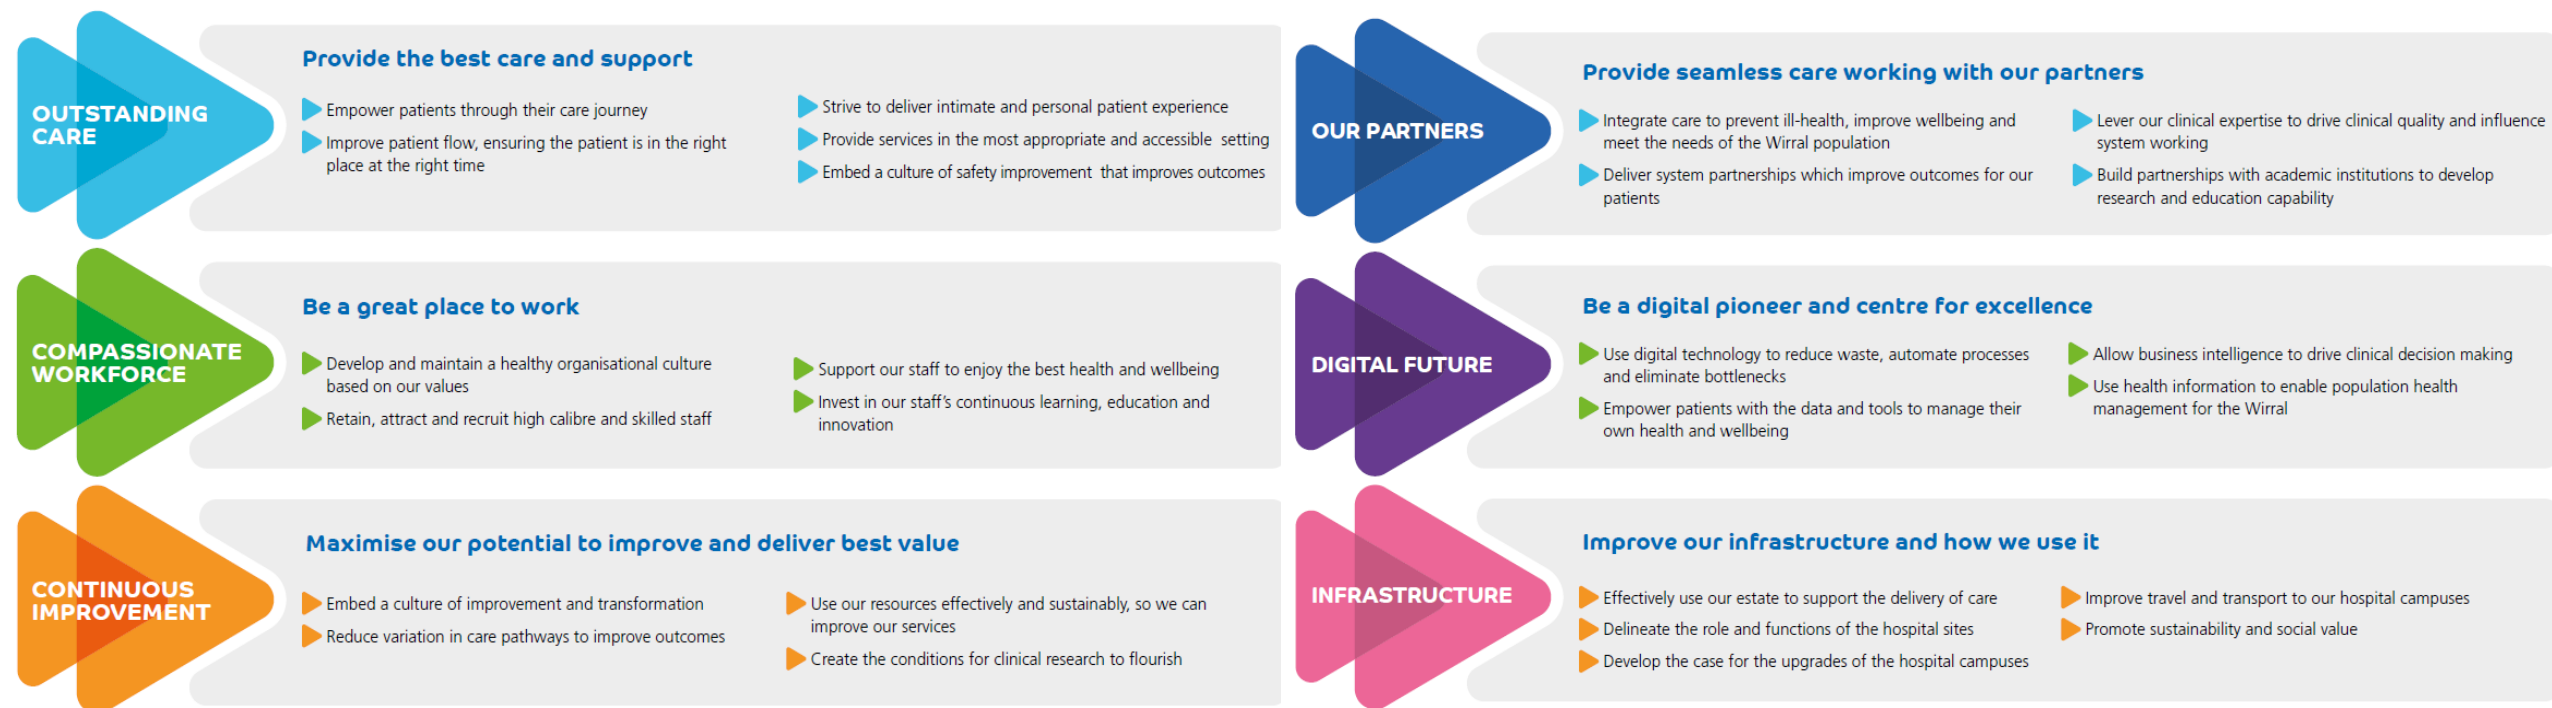 OUTSTANDING
CARE
Provide the best care and support
Empower patients through their care journey
Improve patient flow, ensuring the patient is in the right
place at the right time
Strive to deliver intimate and personal patient experience
Provide services in the most appropriate and accessible setting
Embed a culture of safety improvement that improves outcomes
COMPASSIONATE
WORKFORCE
Be a great place to work
Develop and maintain a healthy organisational culture
based on our values
Retain, attract and recruit high calibre and skilled staff
Support our staff to enjoy the best health and wellbeing
Invest in our staff's continuous learning, education and
innovation
CONTINUOUS
IMPROVEMENT
Maximise our potential to improve and deliver best value
Embed a culture of improvement and transformation
Reduce variation in care pathways to improve outcomes
Use our resources effectively and sustainably, so we can
improve our services
Create the conditions for clinical research to flourish
OUR PARTNERS
Provide seamless care working with our partners
Integrate care to prevent ill-health, improve wellbeing and
meet the needs of the Wirral population
Deliver system partnerships which improve outcomes for our
patients
Lever our clinical expertise to drive clinical quality and influence
system working
Build partnerships with academic institutions to develop
research and education capability
DIGITAL FUTURE
Be a digital pioneer and centre for excellence
Use digital technology to reduce waste, automate processes
and eliminate bottlenecks
Empower patients with the data and tools to manage their
own health and wellbeing
Allow business intelligence to drive clinical decision making
Use health information to enable population health
management for the Wirral
INFRASTRUCTURE
Improve our infrastructure and how we use it
Effectively use our estate to support the delivery of care
Delineate the role and functions of the hospital sites
Develop the case for the upgrades of the hospital campuses
Improve travel and transport to our hospital campuses
Promote sustainability and social value